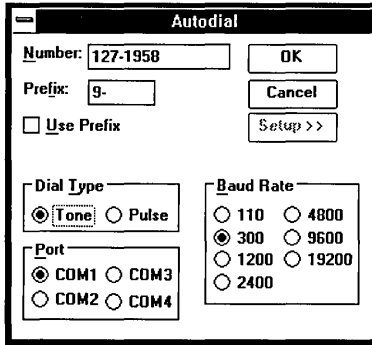 Autodial
Number: 127-1958
OK
Prefix: 9-
Cancel
Use Prefix
Setup >>
Dial Type
Tone Pulse
Port
COM1 COM3
COM2 COM4
Baud Rate
110 4800
300 9600
1200 19200
2400